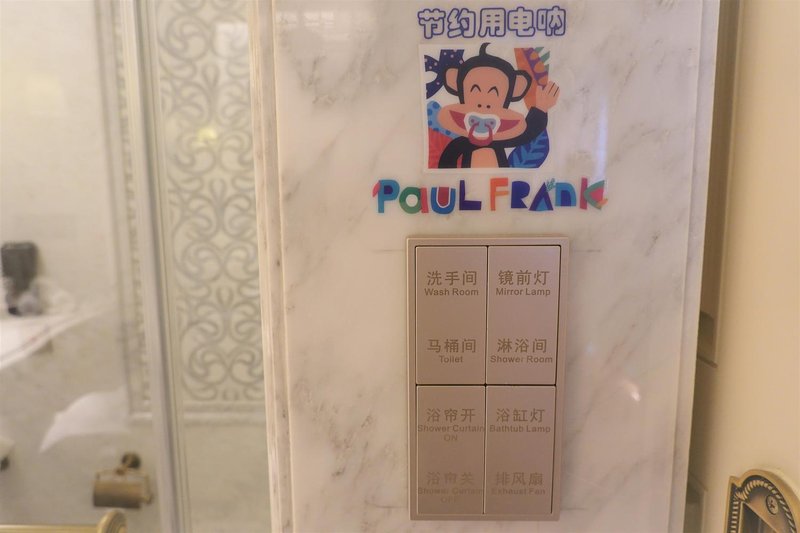 节约用电呐
PAUL FRANK
洗手间
Wash Room
镜前灯
Mirror Lamp
马桶间
Toilet
淋浴间
Shower Room
浴帘开
Shower Curtain
ON
浴缸灯
Bathtub Lamp
浴帘关
Shower Curtain
OFF
排风扇
Exhaust Fan